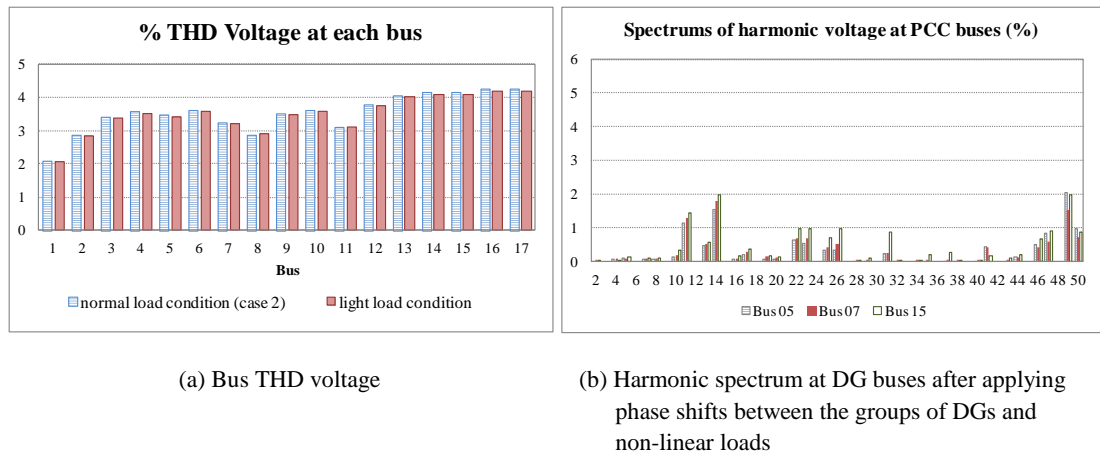 % THD Voltage at each bus
5
4
3
2
1
0
1 2 3 4 5 6 7 8 9 10 11 12 13 14 15 16 17
Bus
normal load condition (case 2) light load condition
Spectrums of harmonic voltage at PCC buses (%)
6
5
4
3
2
1
0
2 4 6 8 10 12 14 16 18 20 22 24 26 28 30 32 34 36 38 40 42 44 46 48 50
Bus 05 Bus 07 Bus 15
(a) Bus THD voltage
(b) Harmonic spectrum at DG buses after applying
phase shifts between the groups of DGs and
non-linear loads